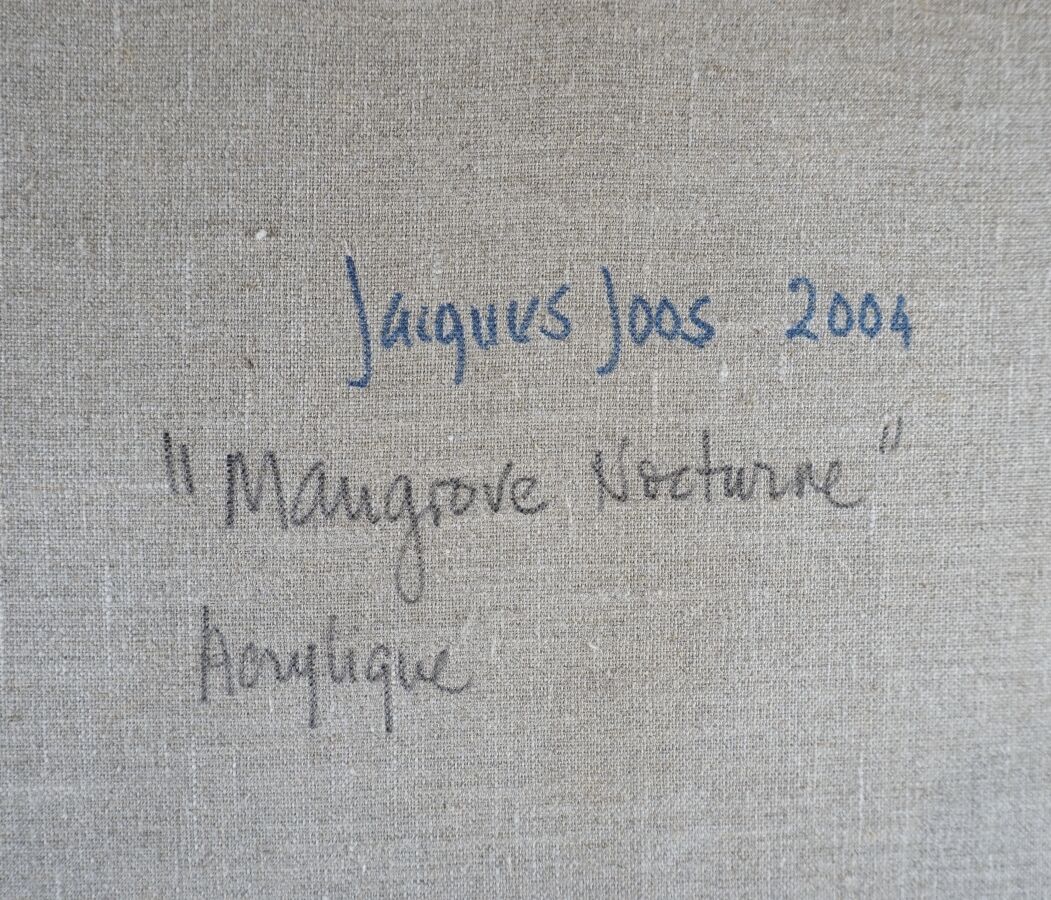 Jacques Joos 2004
"Mangrove Nocturne"
Acrylique